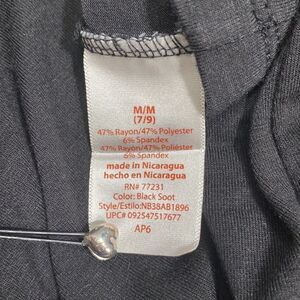 M/M
(7/9)
47% Rayon/47% Polyester
6% Spandex
47% Rayon/47% Poliéster
6% Spandex
made in Nicaragua
hecho en Nicaragua
RN# 77231
Color: Black Soot
Style/Estilo:NB38AB1896
UPC# 092547517677
AP6